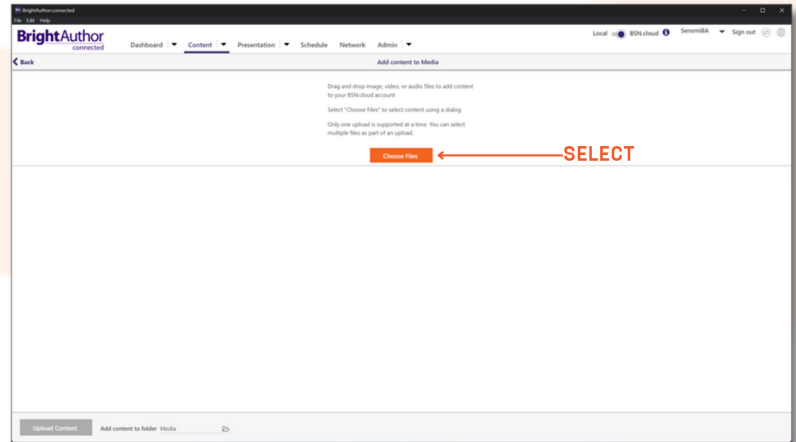 BrightAuthor:connected
File Edit Help
BrightAuthor
connected
Dashboard Content Presentation Schedule Network Admin
Local BSN.cloud SensmiBA Sign out
Back
Add content to Media
Drag and drop image, video, or audio files to add content
to your BSN.cloud account
Select "Choose Files" to select content using a dialog
Only one upload is supported at a time. You can select
multiple files as part of an upload.
Choose Files
SELECT
Upload Content Add content to folder Media